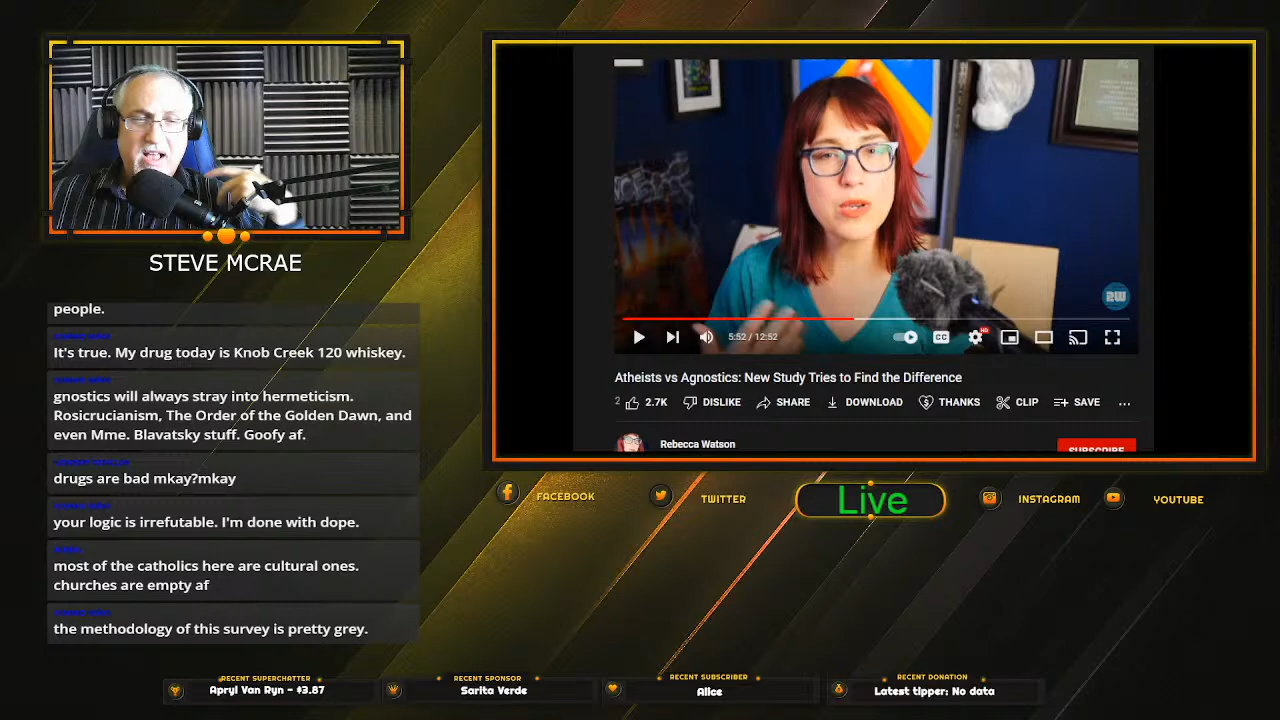 STEVE MCRAE
people.
It's true. My drug today is Knob Creek 120 whiskey.
gnostics will always stray into hermeticism.
Rosicrucianism, The Order of the Golden Dawn, and
even Mme. Blavatsky stuff. Goofy af.
drugs are bad mkay?mkay
your logic is irrefutable. I'm done with dope.
most of the catholics here are cultural ones.
churches are empty af
the methodology of this survey is pretty grey.
5:52 / 12:52
CC
HD
Atheists vs Agnostics: New Study Tries to Find the Difference
2 2.7K DISLIKE SHARE DOWNLOAD THANKS CLIP SAVE ...
Rebecca Watson
SUBSCRIBE
FACEBOOK TWITTER Live INSTAGRAM YOUTUBE
RECENT SUPERCHATTER
Apryl Van Ryn - $3.87
RECENT SPONSOR
Sarita Verde
RECENT SUBSCRIBER
Alice
RECENT DONATION
Latest tipper: No data